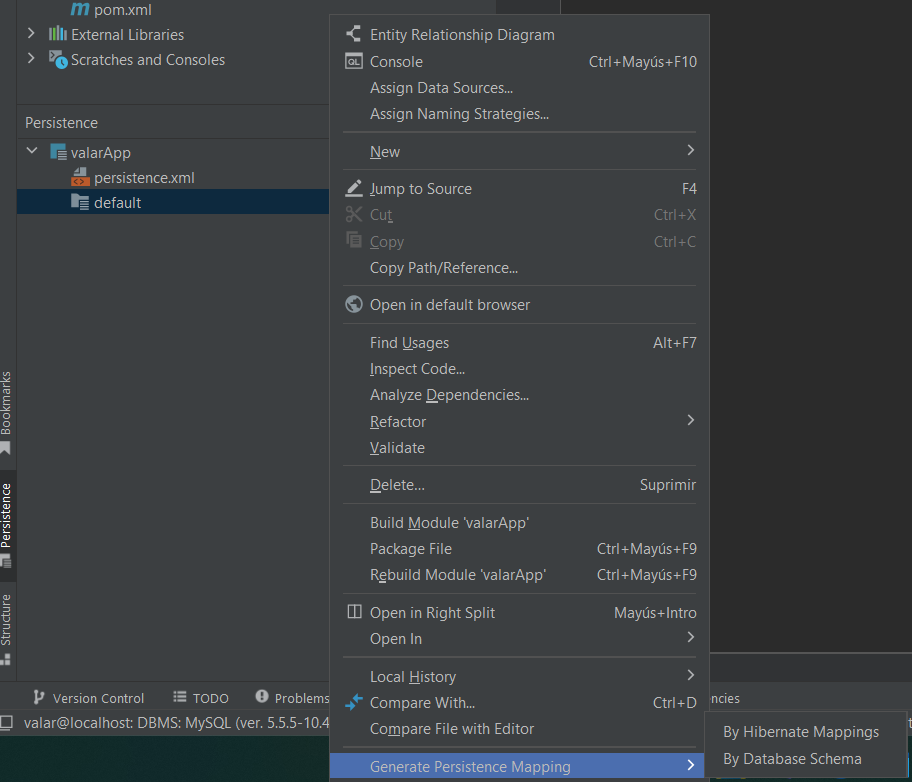 pom.xml
External Libraries
Scratches and Consoles
Persistence
valarApp
persistence.xml
default
Bookmarks
Persistence
Structure
Entity Relationship Diagram
QL Console Ctrl+Mayús+F10
Assign Data Sources...
Assign Naming Strategies...
New
Jump to Source F4
Cut Ctrl+X
Copy Ctrl+C
Copy Path/Reference...
Open in default browser
Find Usages Alt+F7
Inspect Code...
Analyze Dependencies...
Refactor
Validate
Delete... Suprimir
Build Module 'valarApp'
Package File Ctrl+Mayús+F9
Rebuild Module 'valarApp' Ctrl+Mayús+F9
Open in Right Split Mayús+Intro
Open In
Local History
Compare With... Ctrl+D
Compare File with Editor
Generate Persistence Mapping
By Hibernate Mappings
By Database Schema
Version Control TODO Problems
ncies
valar@localhost: DBMS: MySQL (ver. 5.5.5-10.4